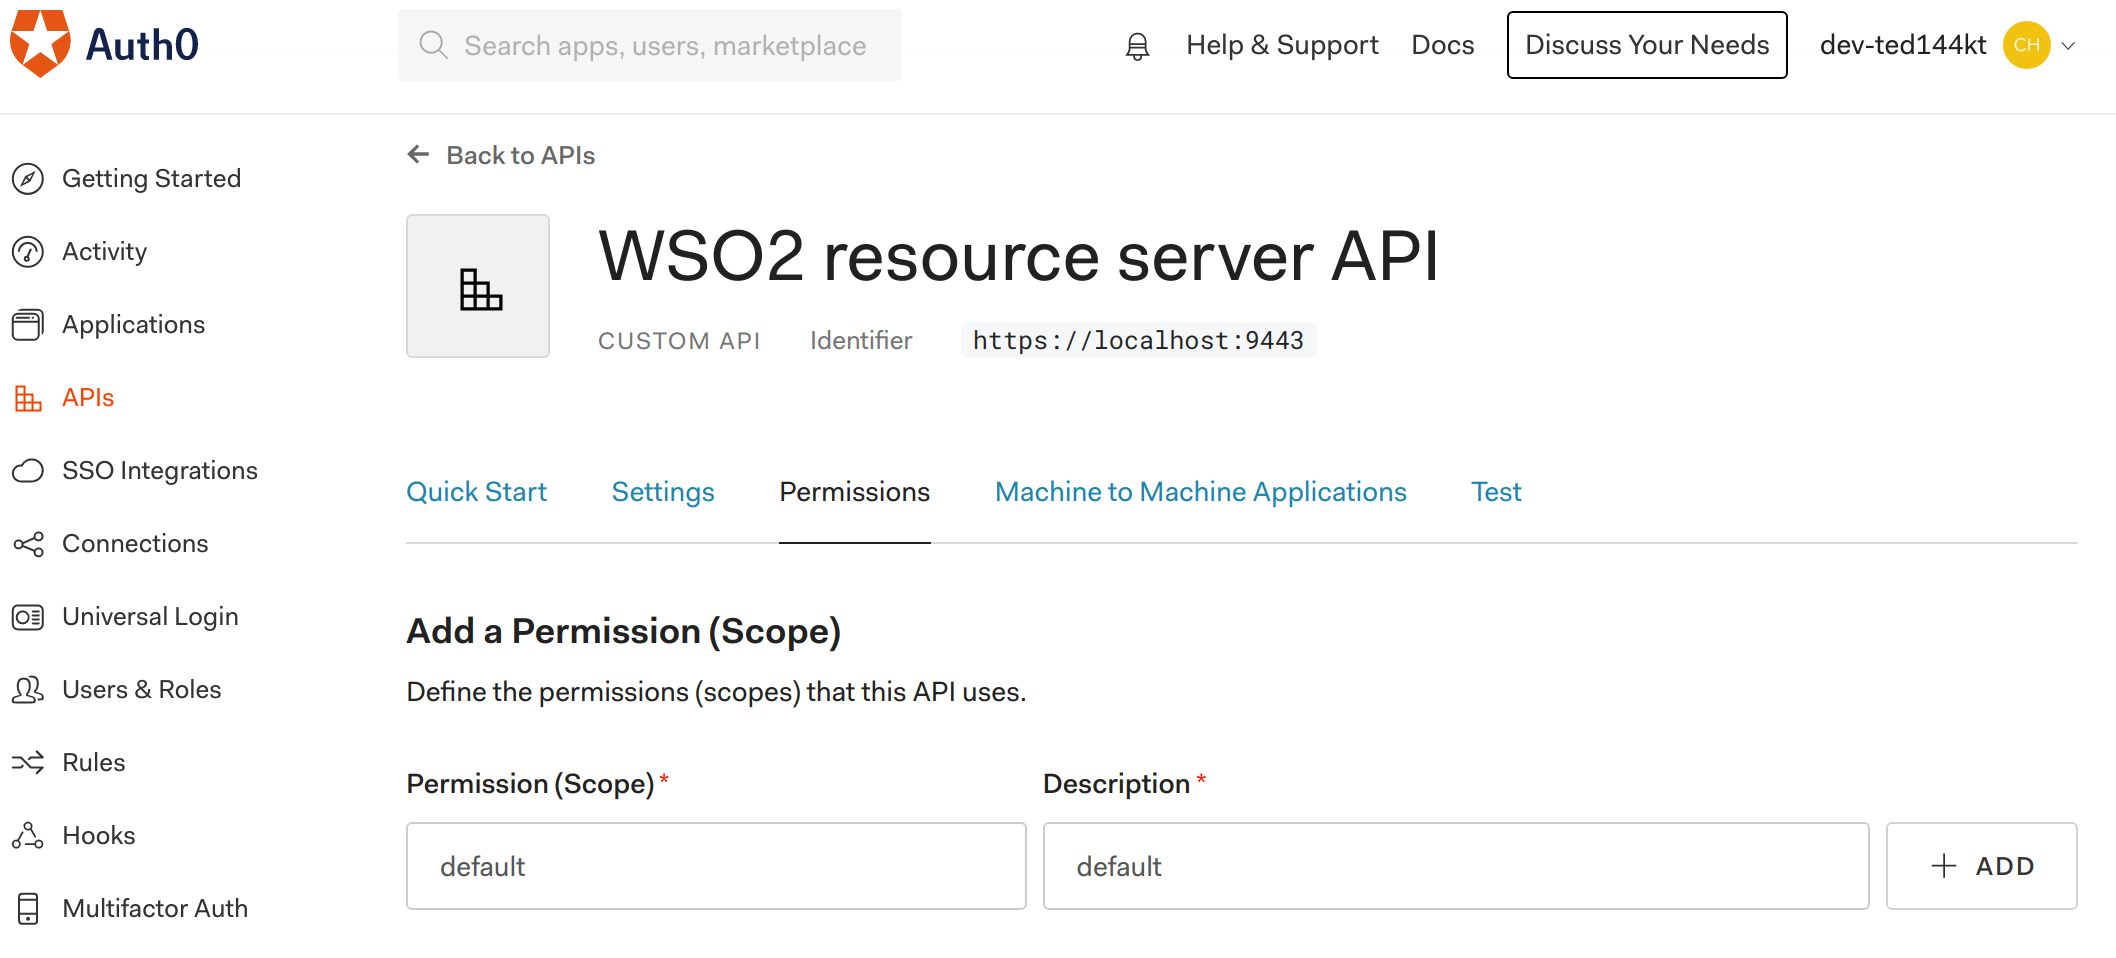 Auth0
Search apps, users, marketplace
Help & Support
Docs
Discuss Your Needs
dev-ted144kt
CH
Getting Started
Activity
Applications
APIs
SSO Integrations
Connections
Universal Login
Users & Roles
Rules
Hooks
Multifactor Auth
Back to APIs
WSO2 resource server API
CUSTOM API Identifier https://localhost:9443
Quick Start Settings Permissions Machine to Machine Applications Test
Add a Permission (Scope)
Define the permissions (scopes) that this API uses.
Permission (Scope) * Description *
default default + ADD